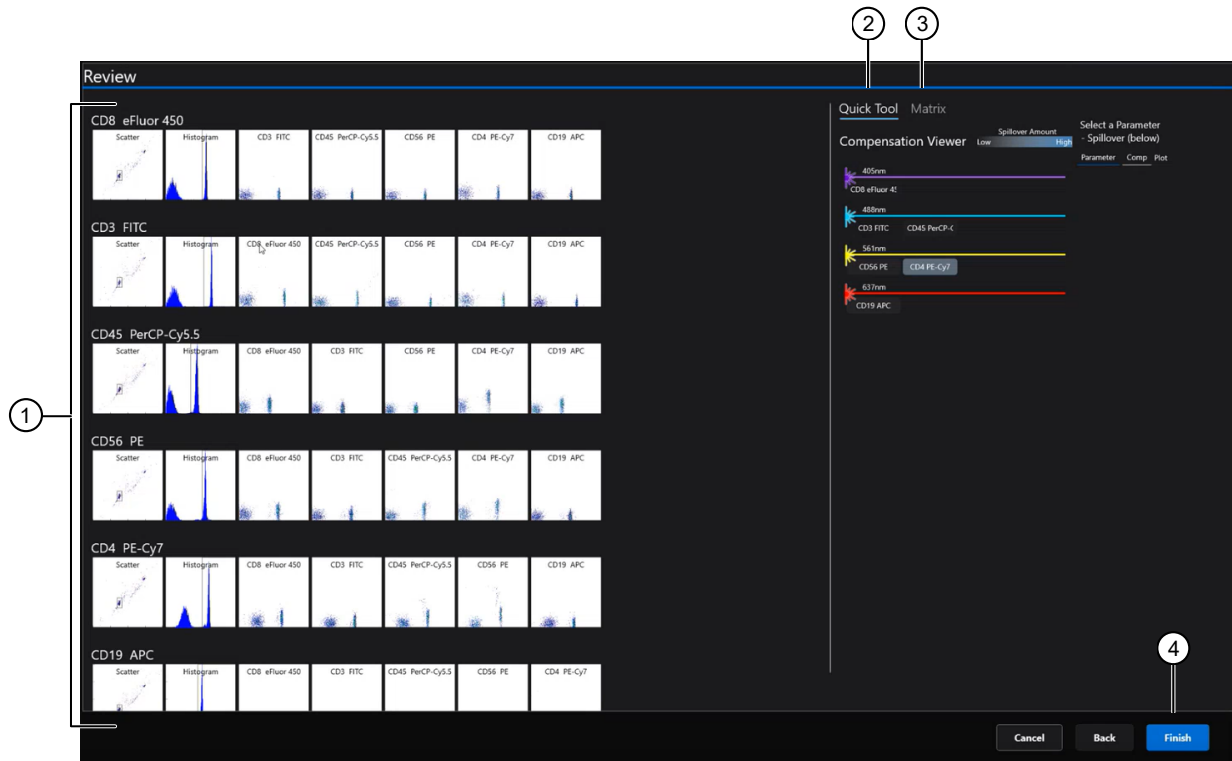 2 3
Review
Quick Tool Matrix
Compensation Viewer
Spillover Amount
Low High
Select a Parameter
- Spillover (below)
Parameter Comp Plot
405nm
CD8 eFluor 45
488nm
CD3 FITC CD45 PerCP-C
561nm
CD56 PE CD4 PE-Cy7
637nm
CD19 APC
1
CD8 eFluor 450
Scatter Histogram CD3 FITC CD45 PerCP-Cy5.5 CD56 PE CD4 PE-Cy7 CD19 APC
CD3 FITC
Scatter Histogram CD8 eFluor 450 CD45 PerCP-Cy5.5 CD56 PE CD4 PE-Cy7 CD19 APC
CD45 PerCP-Cy5.5
Scatter Histogram CD8 eFluor 450 CD3 FITC CD56 PE CD4 PE-Cy7 CD19 APC
CD56 PE
Scatter Histogram CD8 eFluor 450 CD3 FITC CD45 PerCP-Cy5.5 CD4 PE-Cy7 CD19 APC
CD4 PE-Cy7
Scatter Histogram CD8 eFluor 450 CD3 FITC CD45 PerCP-Cy5.5 CD56 PE CD19 APC
CD19 APC
Scatter Histogram CD8 eFluor 450 CD3 FITC CD45 PerCP-Cy5.5 CD56 PE CD4 PE-Cy7
4
Cancel Back Finish